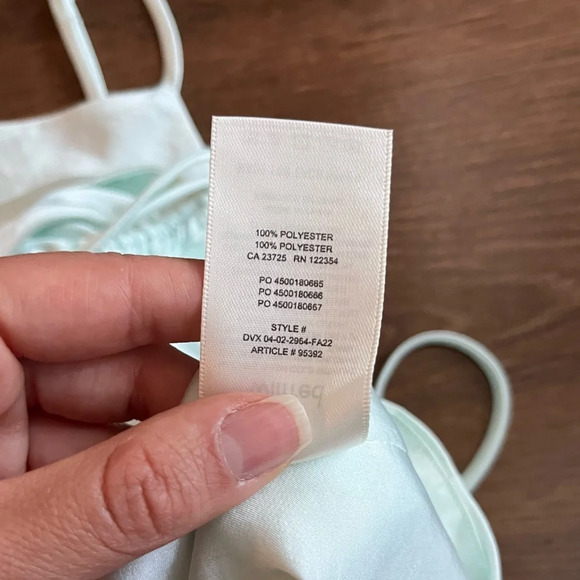 100% POLYESTER
100% POLYESTER
CA 23725 RN 122354
PO 4500180665
PO 4500180666
PO 4500180667
STYLE #
DVX 04-02-2964-FA22
ARTICLE # 95392